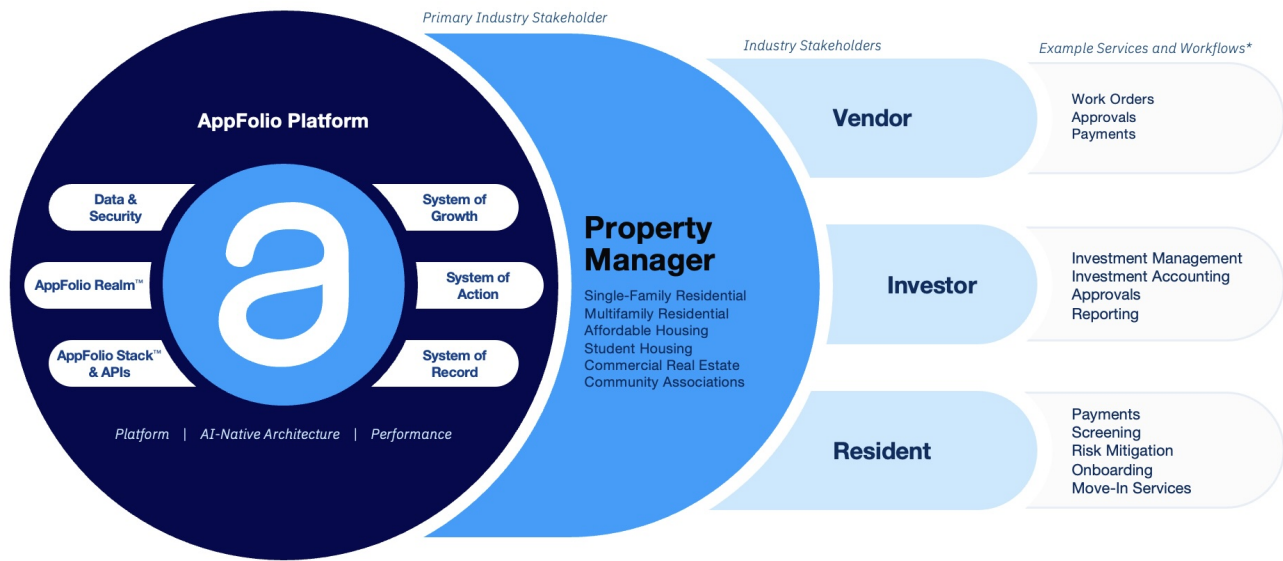 Primary Industry Stakeholder
Industry Stakeholders
Example Services and Workflows*
AppFolio Platform
Data &
Security
AppFolio Realm™
AppFolio Stack™
& APIs
System of
Growth
System of
Action
System of
Record
Platform | AI-Native Architecture | Performance
Property
Manager
Single-Family Residential
Multifamily Residential
Affordable Housing
Student Housing
Commercial Real Estate
Community Associations
Vendor
Work Orders
Approvals
Payments
Investor
Investment Management
Investment Accounting
Approvals
Reporting
Resident
Payments
Screening
Risk Mitigation
Onboarding
Move-In Services